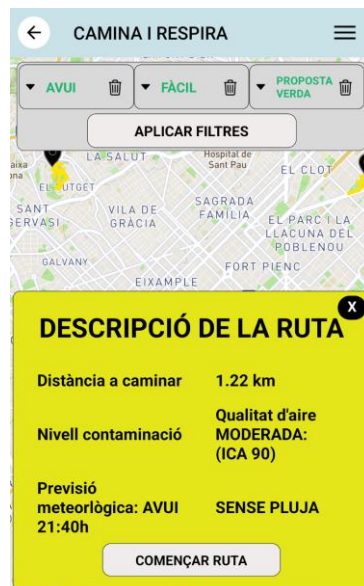 CAMINA I RESPIRA
AVUI
FÀCIL
PROPOSTA
VERDA
APLICAR FILTRES
LA SALUT
Hospital de
Sant Pau
EL CLOT
EL PUTGET
SANT
GERVASI
VILA DE
GRÀCIA
SAGRADA
FAMÍLIA
EL PARC I LA
LLACUNA DEL
POBLENOU
GALVANY
FORT PIENC
EIXAMPLE
X
DESCRIPCIÓ DE LA RUTA
Distància a caminar
1.22 km
Nivell contaminació
Qualitat d'aire
MODERADA:
(ICA 90)
Previsió
meteorlògica: AVUI
21:40h
SENSE PLUJA
COMENÇAR RUTA